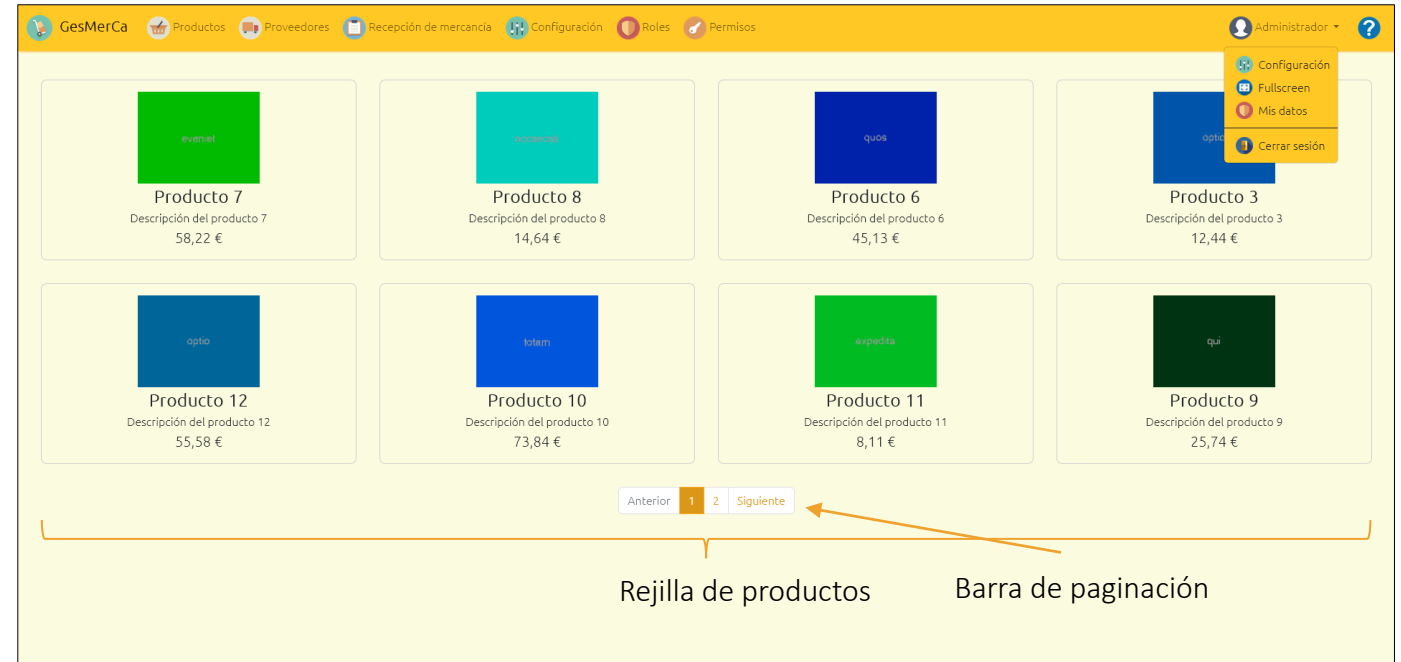 GesMerCa Productos Proveedores Recepción de mercancía Configuración Roles Permisos Administrador ?
Configuración
Fullscreen
Mis datos
Cerrar sesión
eveniet
quos
Producto 7
Descripción del producto 7
58,22 €
Producto 8
Descripción del producto 8
14,64 €
Producto 6
Descripción del producto 6
45,13 €
Producto 3
Descripción del producto 3
12,44 €
optio
totam
expedita
qui
Producto 12
Descripción del producto 12
55,58 €
Producto 10
Descripción del producto 10
73,84 €
Producto 11
Descripción del producto 11
8,11 €
Producto 9
Descripción del producto 9
25,74 €
Anterior 1 2 Siguiente
Rejilla de productos
Barra de paginación